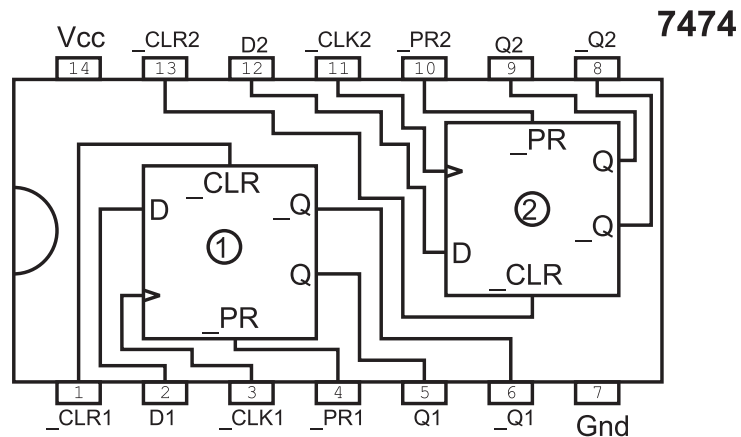 7474
Vcc _CLR2 D2 _CLK2 _PR2 Q2 _Q2
14 13 12 11 10 9 8
_PR
_CLR
Q
D
_Q
2
_Q
1
D
Q
_CLR
_PR
1 2 3 4 5 6 7
_CLR1 D1 _CLK1 _PR1 Q1 _Q1 Gnd